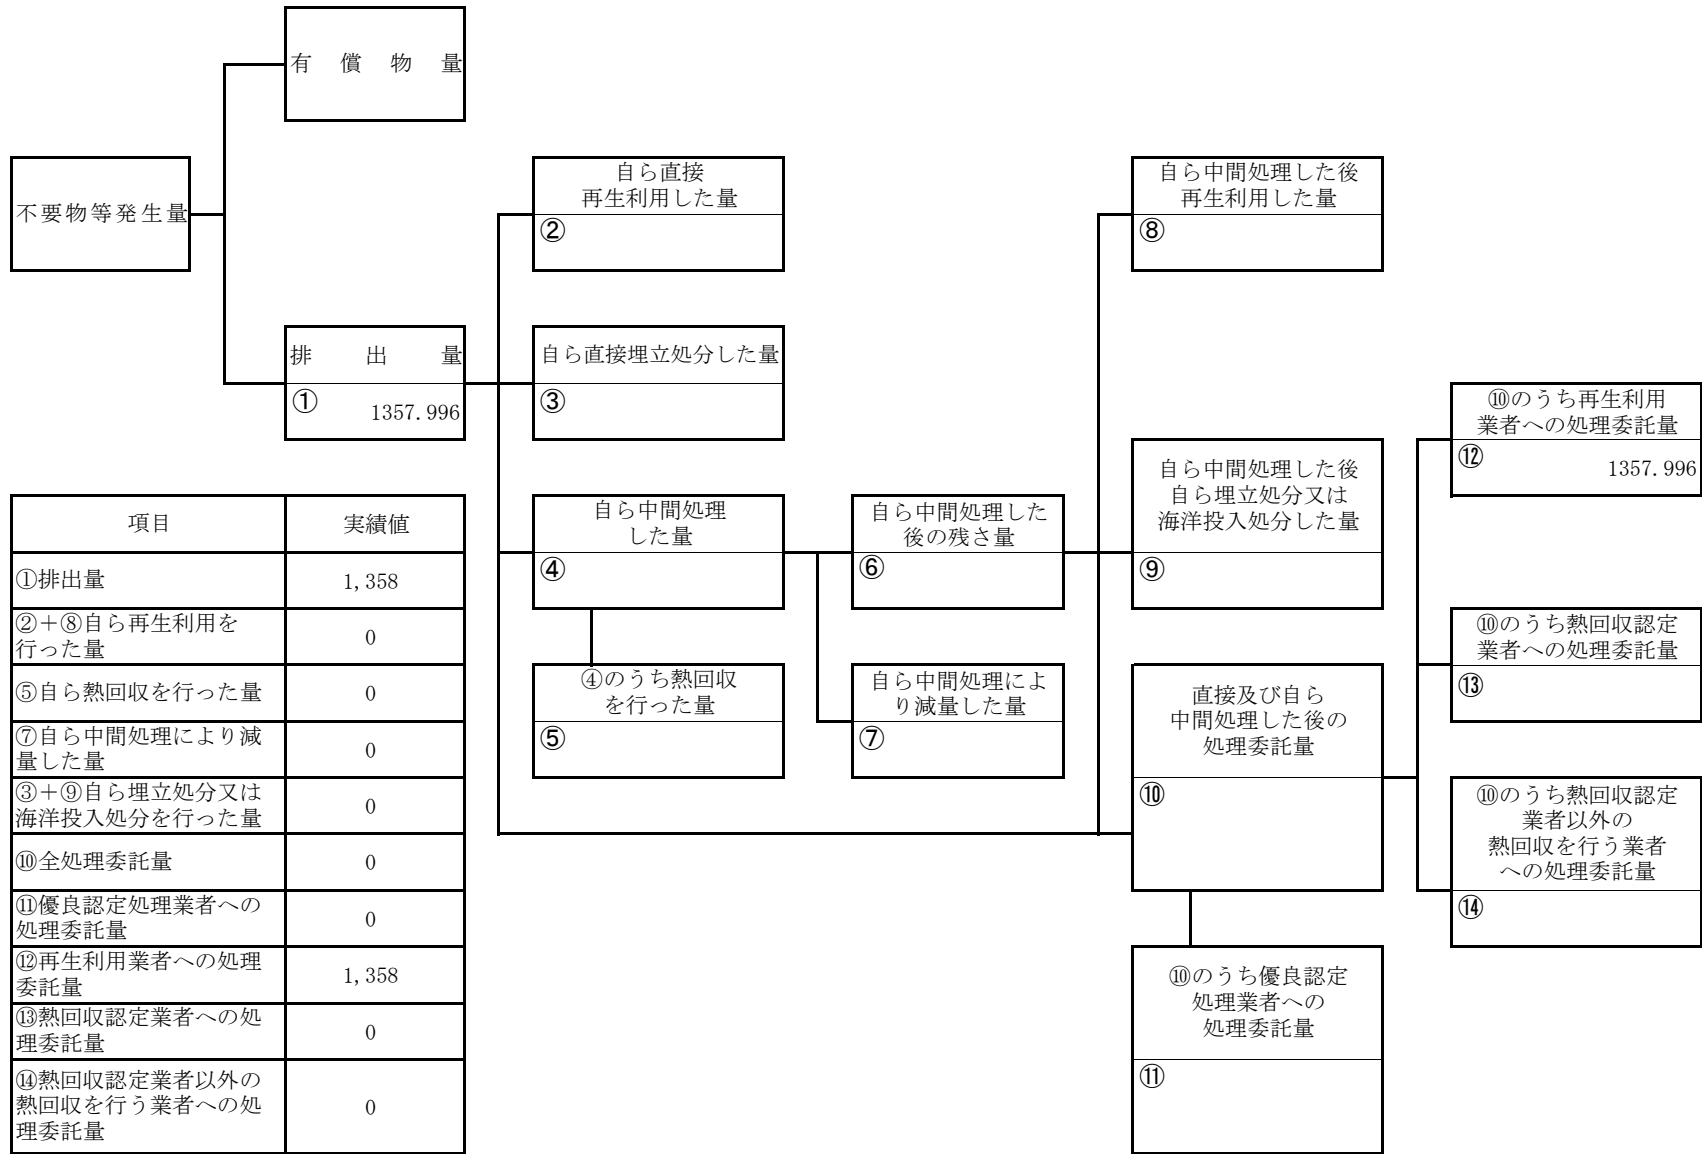 有償物量
不要物等発生量
排出量
① 1357.996
自ら直接
再生利用した量
②
自ら直接埋立処分した量
③
自ら中間処理
した量
④
④のうち熱回収
を行った量
⑤
自ら中間処理した
後の残さ量
⑥
自ら中間処理によ
り減量した量
⑦
自ら中間処理した後
再生利用した量
⑧
自ら中間処理した後
自ら埋立処分又は
海洋投入処分した量
⑨
直接及び自ら
中間処理した後の
処理委託量
⑩
⑩のうち優良認定
処理業者への
処理委託量
⑪
⑩のうち再生利用
業者への処理委託量
⑫ 1357.996
⑩のうち熱回収認定
業者への処理委託量
⑬
⑩のうち熱回収認定
業者以外の
熱回収を行う業者
への処理委託量
⑭
項目 実績値
①排出量 1,358
②+⑧自ら再生利用を
行った量 0
⑤自ら熱回収を行った量 0
⑦自ら中間処理により減
量した量 0
③+⑨自ら埋立処分又は
海洋投入処分を行った量 0
⑩全処理委託量 0
⑪優良認定処理業者への
処理委託量 0
⑫再生利用業者への処理
委託量 1,358
⑬熱回収認定業者への処
理委託量 0
⑭熱回収認定業者以外の
熱回収を行う業者への処
理委託量 0